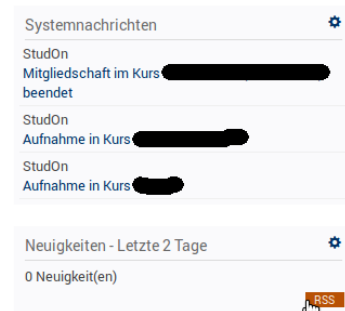 Systemnachrichten
StudOn
Mitgliedschaft im Kurs
beendet
StudOn
Aufnahme in Kurs
StudOn
Aufnahme in Kurs
Neuigkeiten - Letzte 2 Tage
0 Neuigkeit(en)
RSS